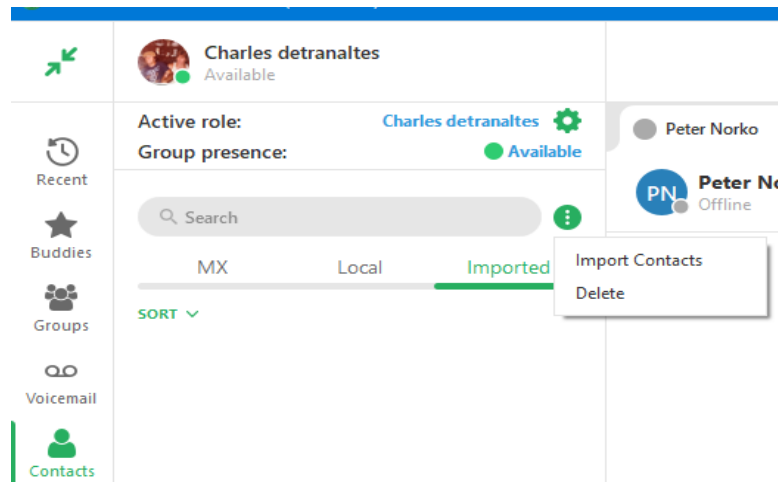 Charles detranaltes
Available
Active role:
Charles detranaltes
Group presence:
Available
Recent
Buddies
Groups
Voicemail
Contacts
Search
MX
Local
Imported
SORT
Import Contacts
Delete
Peter Norko
PN
Peter No
Offline